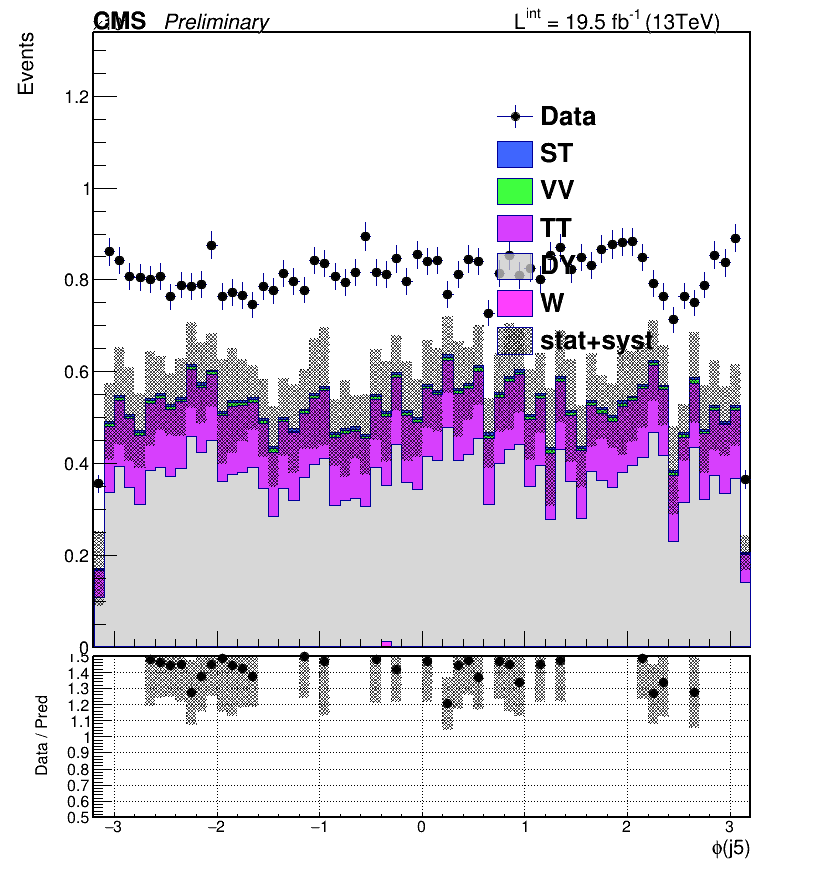 CMS Preliminary L^int = 19.5 fb^-1 (13TeV)
Events
1.2
1
0.8
0.6
0.4
0.2
0
Data
ST
VV
TT
DY
W
stat+syst
Data / Pred
1.5
1.4
1.3
1.2
1.1
1
0.9
0.8
0.7
0.6
0.5
−3 −2 −1 0 1 2 3
ϕ(j5)